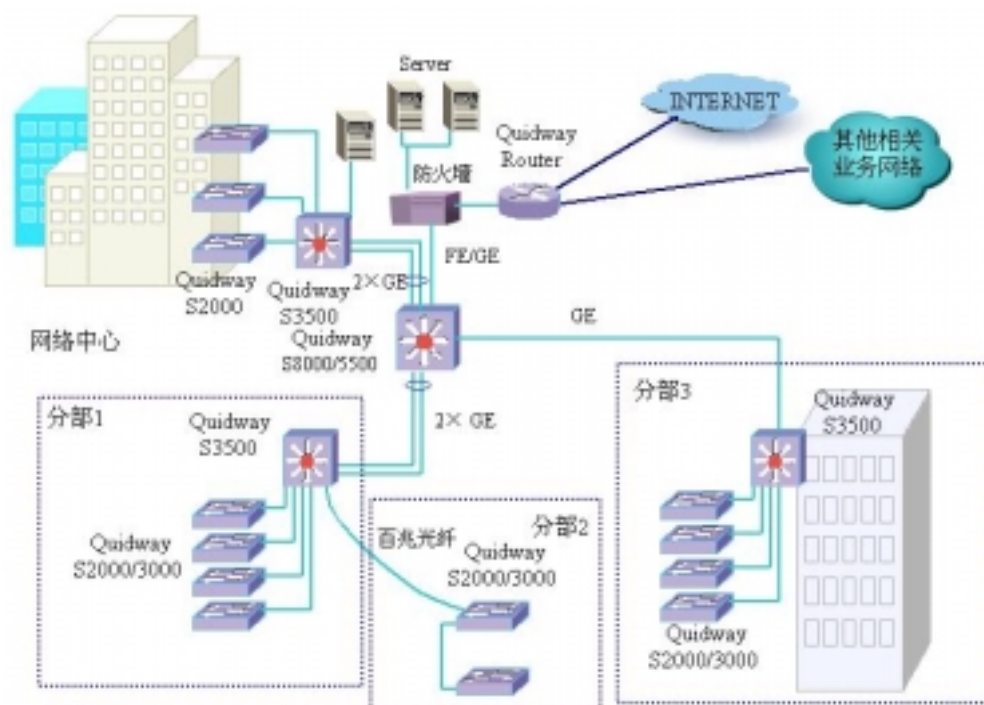 Server
INTERNET
Quidway
Router
其他相关
业务网络
防火墙
FE/GE
Quidway
S2000
2×GE
Quidway
S3500
网络中心
Quidway
S8000/5500
GE
分部1
Quidway
S3500
2× GE
分部3
Quidway
S3500
Quidway
S2000/3000
百兆光纤
分部2
Quidway
S2000/3000
Quidway
S2000/3000